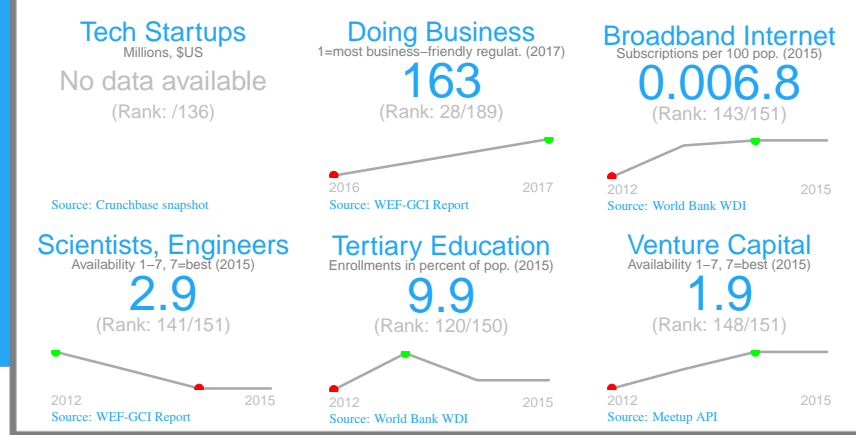 Tech Startups
Millions, $US
No data available
(Rank: /136)
Source: Crunchbase snapshot
Doing Business
1=most business−friendly regulat. (2017)
163
(Rank: 28/189)
2016 2017
Source: WEF-GCI Report
Broadband Internet
Subscriptions per 100 pop. (2015)
0.006.8
(Rank: 143/151)
2012 2015
Source: World Bank WDI
Scientists, Engineers
Availability 1−7, 7=best (2015)
2.9
(Rank: 141/151)
2012 2015
Source: WEF-GCI Report
Tertiary Education
Enrollments in percent of pop. (2015)
9.9
(Rank: 120/150)
2012 2015
Source: World Bank WDI
Venture Capital
Availability 1−7, 7=best (2015)
1.9
(Rank: 148/151)
2012 2015
Source: Meetup API